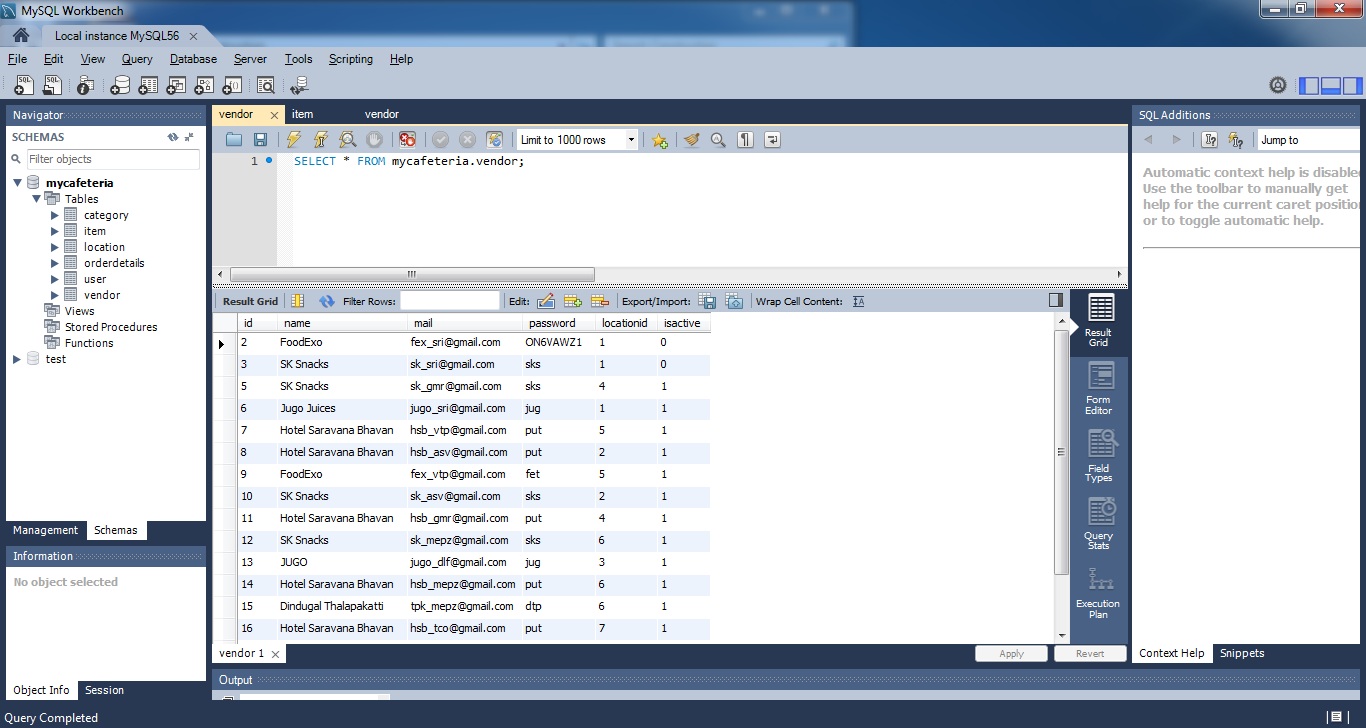 MySQL Workbench
Local instance MySQL56
File Edit View Query Database Server Tools Scripting Help
Navigator
SCHEMAS
Filter objects
mycafeteria
Tables
category
item
location
orderdetails
user
vendor
Views
Stored Procedures
Functions
test
Management Schemas
Information
No object selected
Object Info Session
vendor item vendor
Limit to 1000 rows
1 SELECT * FROM mycafeteria.vendor;
Result Grid Filter Rows: Edit: Export/Import: Wrap Cell Content:
id name mail password locationid isactive
2 FoodExo fex_sri@gmail.com ON6VAWZ1 1 0
3 SK Snacks sk_sri@gmail.com sks 1 0
5 SK Snacks sk_gmr@gmail.com sks 4 1
6 Jugo Juices jugo_sri@gmail.com jug 1 1
7 Hotel Saravana Bhavan hsb_vtp@gmail.com put 5 1
8 Hotel Saravana Bhavan hsb_asv@gmail.com put 2 1
9 FoodExo fex_vtp@gmail.com fet 5 1
10 SK Snacks sk_asv@gmail.com sks 2 1
11 Hotel Saravana Bhavan hsb_gmr@gmail.com put 4 1
12 SK Snacks sk_mepz@gmail.com sks 6 1
13 JUGO jugo_dlf@gmail.com jug 3 1
14 Hotel Saravana Bhavan hsb_mepz@gmail.com put 6 1
15 Dindugal Thalapakatti tpk_mepz@gmail.com dtp 6 1
16 Hotel Saravana Bhavan hsb_tco@gmail.com put 7 1
Result
Grid
Form
Editor
Field
Types
Query
Stats
Execution
Plan
vendor 1 Apply Revert
Output
SQL Additions
Jump to
Automatic context help is disable
Use the toolbar to manually get
help for the current caret positio
or to toggle automatic help.
Context Help Snippets
Query Completed